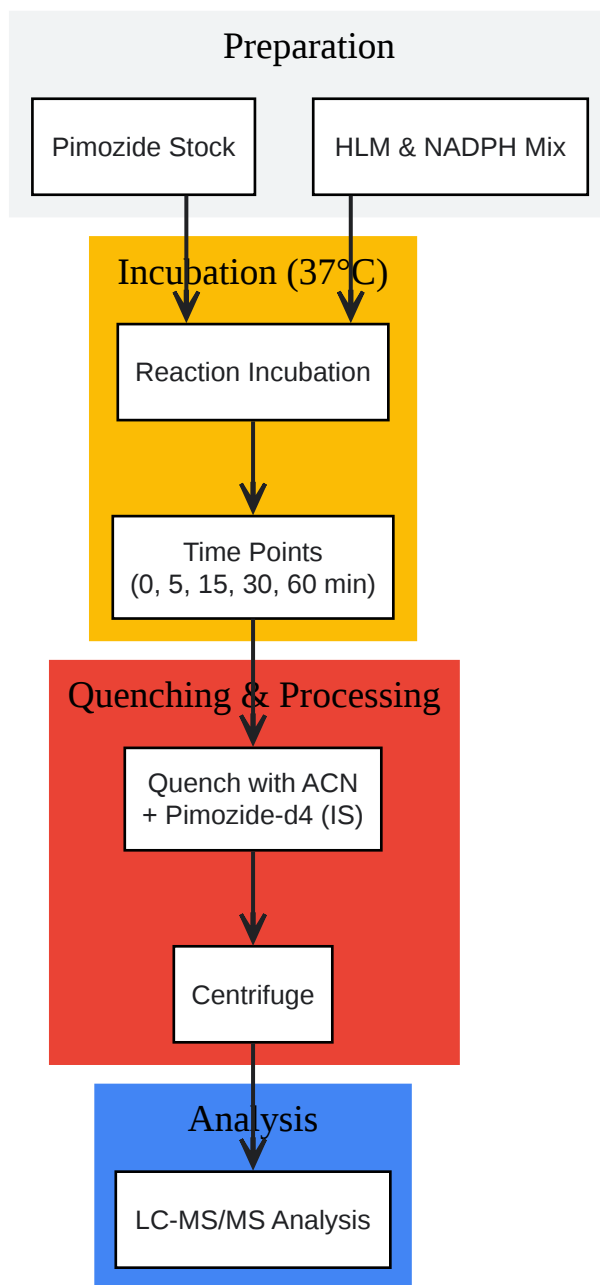 Preparation
Pimozide Stock
HLM & NADPH Mix
Incubation (37°C)
Reaction Incubation
Time Points
(0, 5, 15, 30, 60 min)
Quenching & Processing
Quench with ACN
+ Pimozide-d4 (IS)
Centrifuge
Analysis
LC-MS/MS Analysis